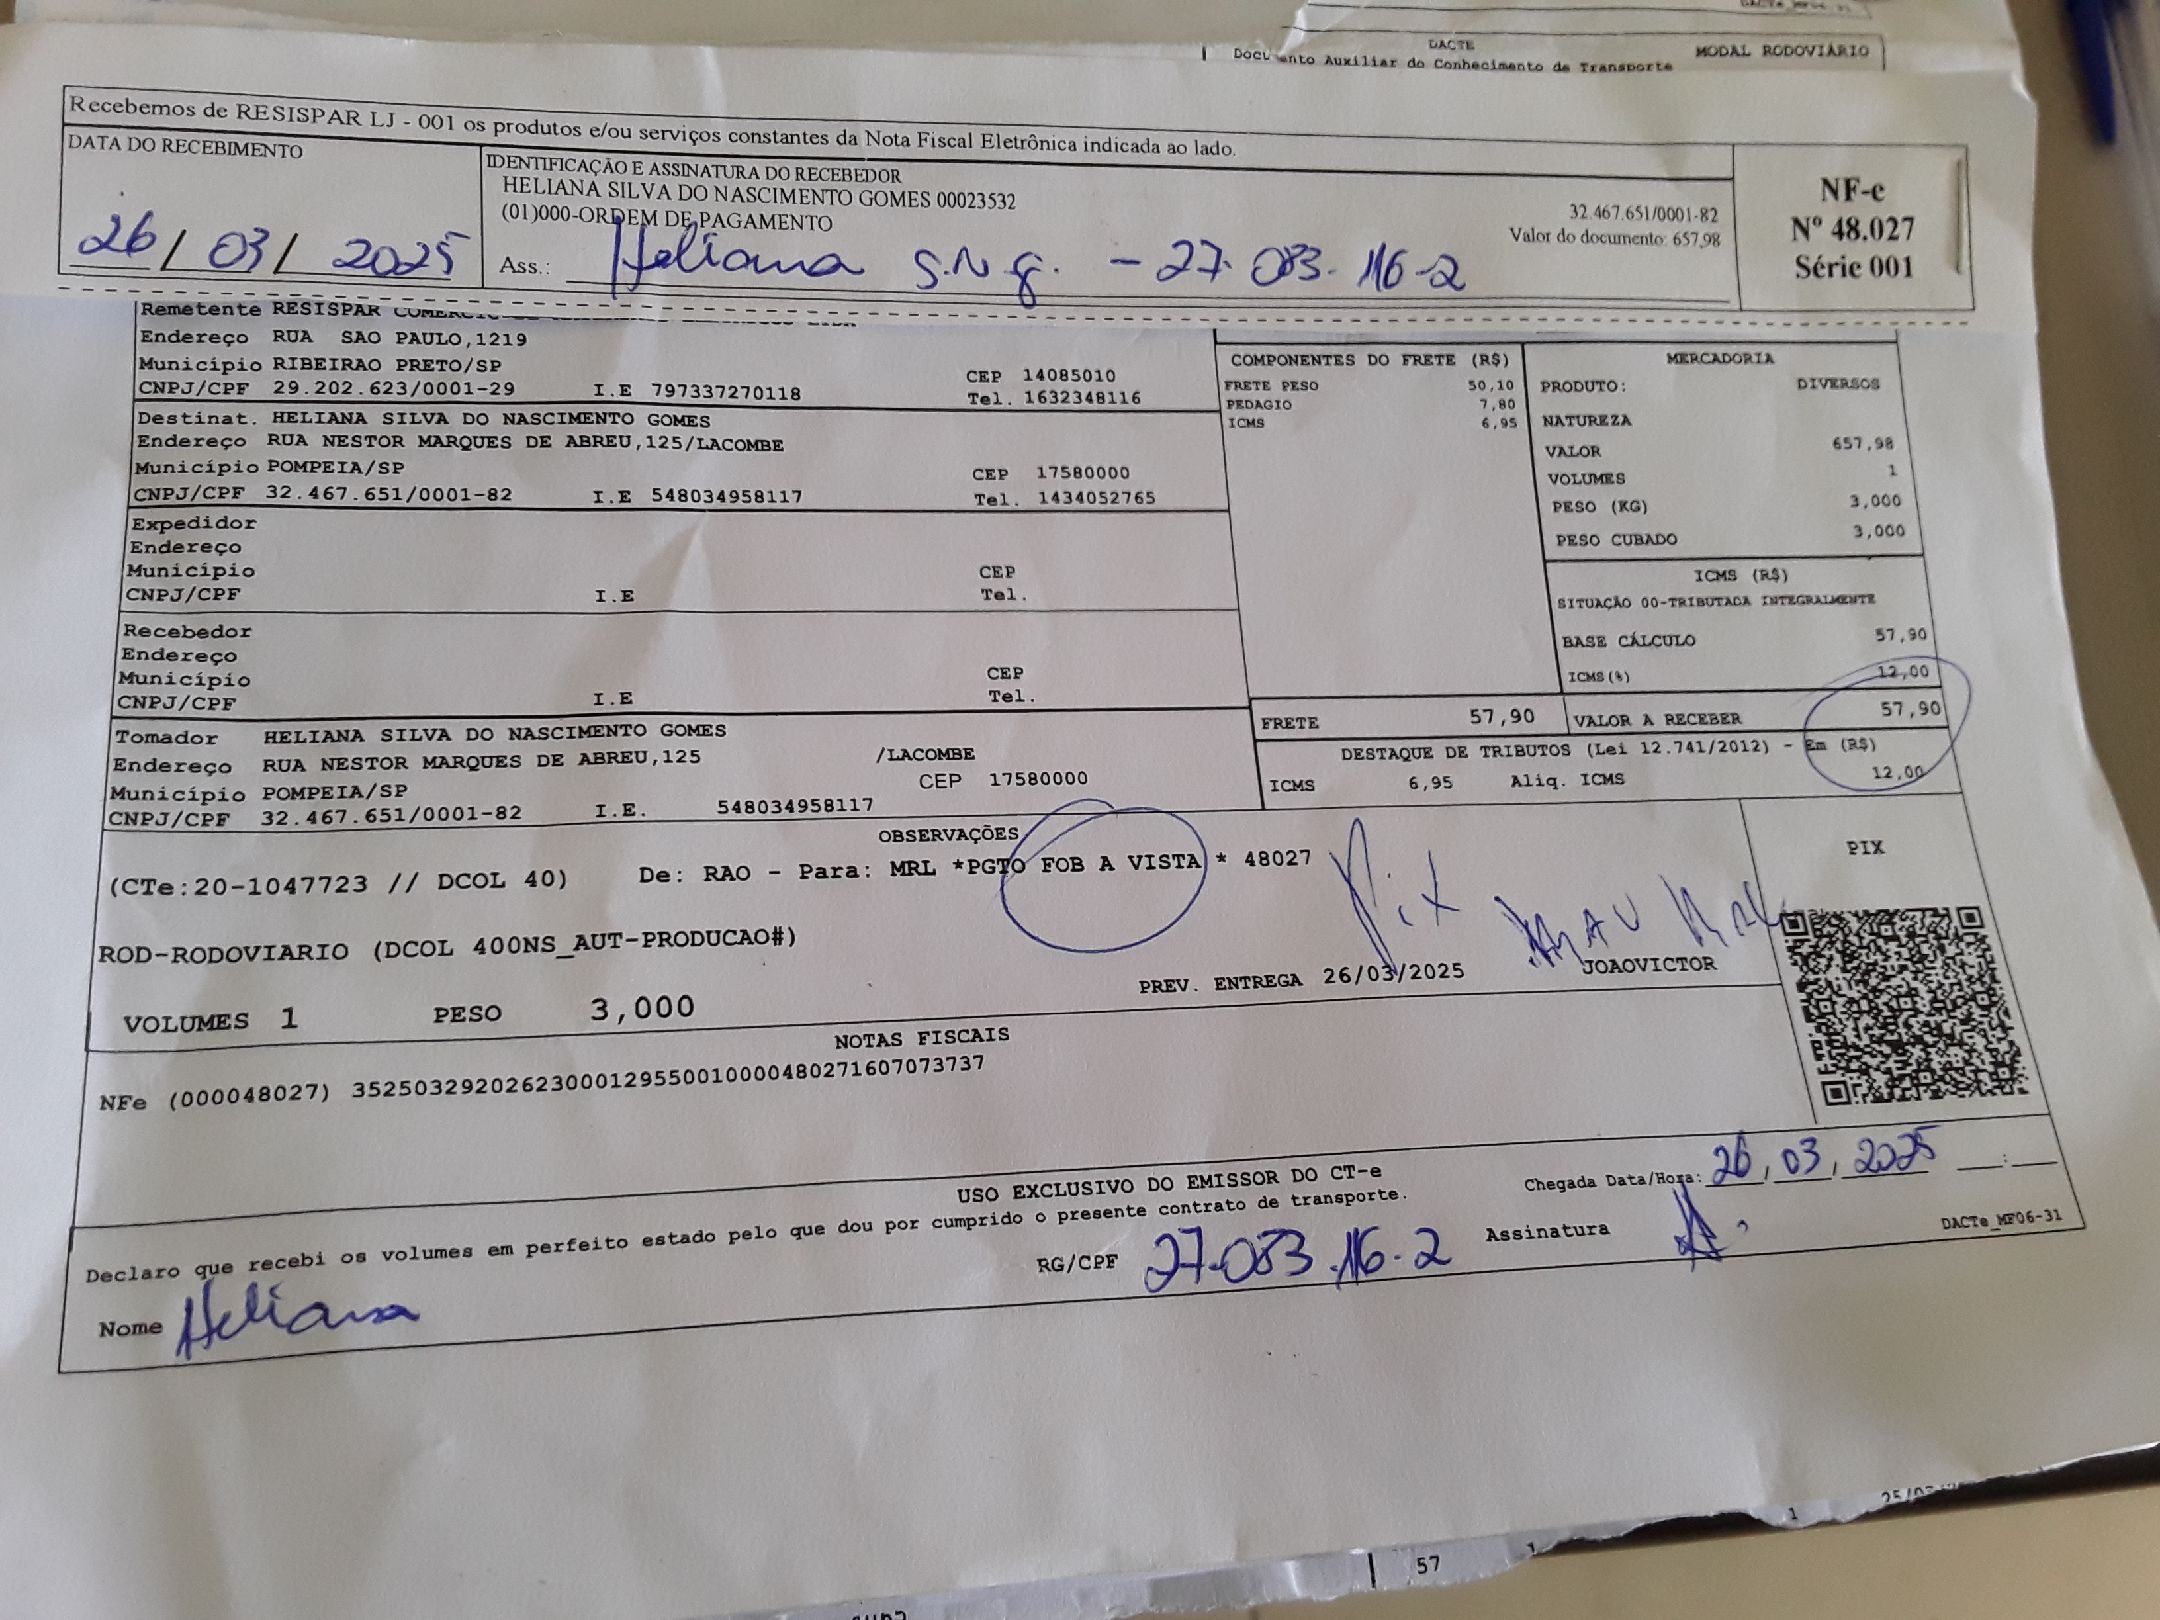 DACTe_MF06-31
DACTE
Documento Auxiliar do Conhecimento de Transporte
MODAL RODOVIÁRIO
Recebemos de RESISPAR LJ - 001 os produtos e/ou serviços constantes da Nota Fiscal Eletrônica indicada ao lado.
DATA DO RECEBIMENTO
26/03/2025
IDENTIFICAÇÃO E ASSINATURA DO RECEBEDOR
HELIANA SILVA DO NASCIMENTO GOMES 00023532
(01)000-ORDEM DE PAGAMENTO
32.467.651/0001-82
Valor do documento: 657,98
Ass.: Heliana S.N.G. - 27.083.116-2
NF-e
Nº 48.027
Série 001
Remetente RESISPAR
Endereço RUA SAO PAULO,1219
Município RIBEIRAO PRETO/SP CEP 14085010
CNPJ/CPF 29.202.623/0001-29 I.E 797337270118 Tel. 1632348116
Destinat. HELIANA SILVA DO NASCIMENTO GOMES
Endereço RUA NESTOR MARQUES DE ABREU,125/LACOMBE
Município POMPEIA/SP CEP 17580000
CNPJ/CPF 32.467.651/0001-82 I.E 548034958117 Tel. 1434052765
Expedidor
Endereço
Município CEP
CNPJ/CPF I.E Tel.
Recebedor
Endereço
Município CEP
CNPJ/CPF I.E Tel.
Tomador HELIANA SILVA DO NASCIMENTO GOMES
Endereço RUA NESTOR MARQUES DE ABREU,125 /LACOMBE
Município POMPEIA/SP CEP 17580000
CNPJ/CPF 32.467.651/0001-82 I.E. 548034958117
COMPONENTES DO FRETE (R$)
FRETE PESO 50,10
PEDAGIO 7,80
ICMS 6,95
MERCADORIA
PRODUTO: DIVERSOS
NATUREZA
VALOR 657,98
VOLUMES 1
PESO (KG) 3,000
PESO CUBADO 3,000
ICMS (R$)
SITUAÇÃO 00-TRIBUTADA INTEGRALMENTE
BASE CÁLCULO 57,90
ICMS(%) 12,00
FRETE 57,90 VALOR A RECEBER 57,90
DESTAQUE DE TRIBUTOS (Lei 12.741/2012) - Em (R$)
ICMS 6,95 Aliq. ICMS 12,00
OBSERVAÇÕES
(CTe:20-1047723 // DCOL 40) De: RAO - Para: MRL *PGTO FOB A VISTA * 48027
Pix
PIX
ROD-RODOVIARIO (DCOL 400NS_AUT-PRODUCAO#)
PREV. ENTREGA 26/03/2025 JOAOVICTOR
VOLUMES 1 PESO 3,000
NOTAS FISCAIS
NFe (000048027) 35250329202623000129550010000480271607073737
USO EXCLUSIVO DO EMISSOR DO CT-e
Chegada Data/Hora: 26/03/2025 __:__
Declaro que recebi os volumes em perfeito estado pelo que dou por cumprido o presente contrato de transporte.
Nome Heliana RG/CPF 27.083.116-2 Assinatura
DACTe_MF06-31
1
57
1